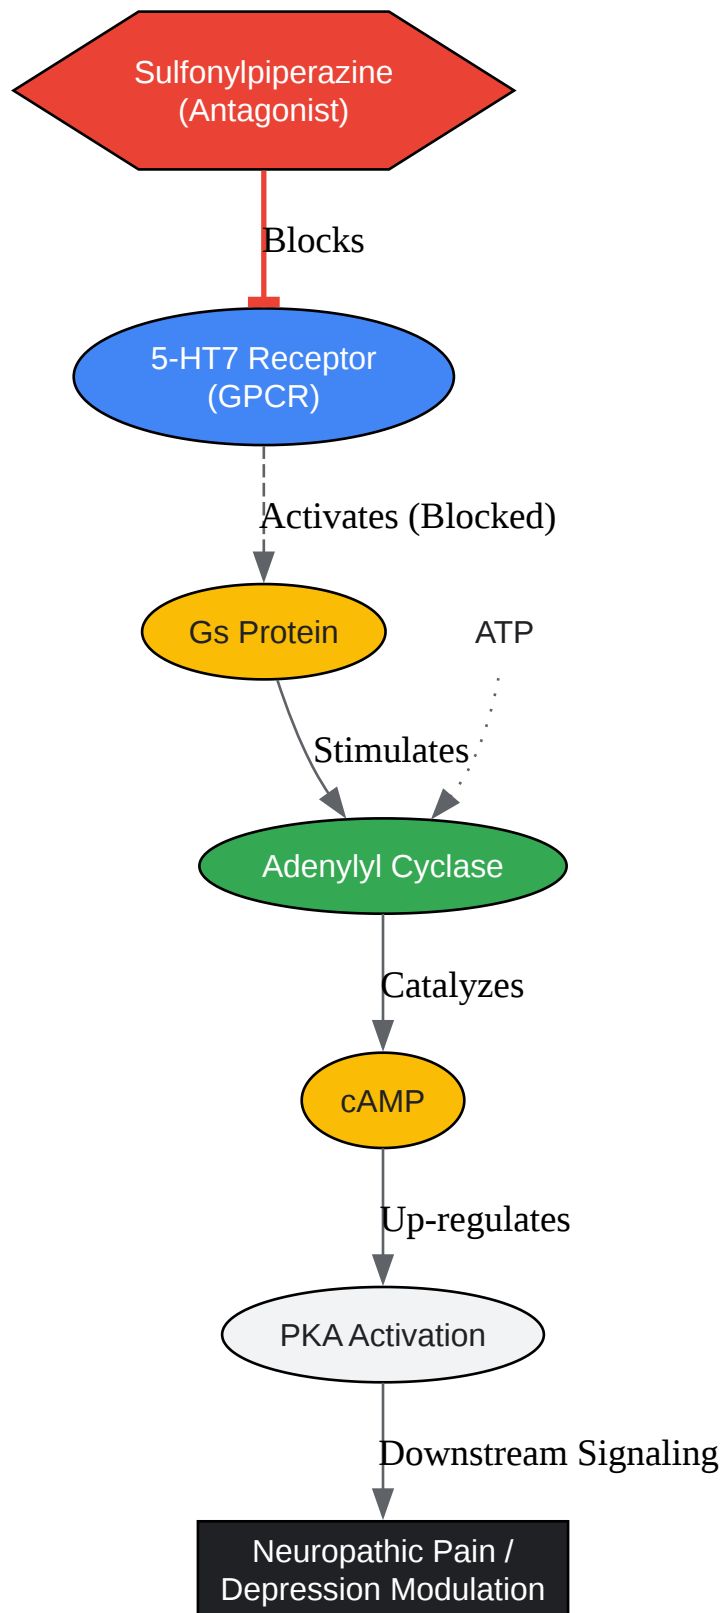 Sulfonylpiperazine
(Antagonist)
Blocks
5-HT7 Receptor
(GPCR)
Activates (Blocked)
Gs Protein
ATP
Stimulates
Adenylyl Cyclase
Catalyzes
cAMP
Up-regulates
PKA Activation
Downstream Signaling
Neuropathic Pain /
Depression Modulation